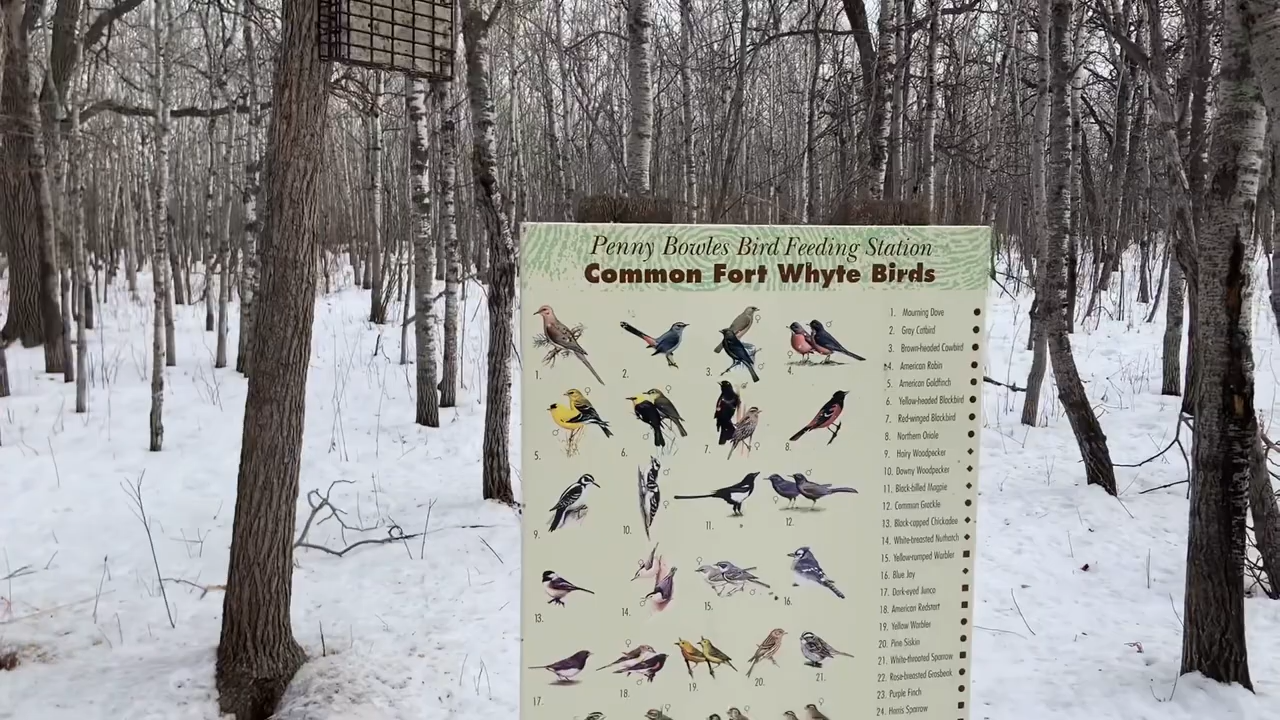 Penny Bowles Bird Feeding Station
Common Fort Whyte Birds
1. Mourning Dove
2. Gray Catbird
3. Brown-headed Cowbird
4. American Robin
5. American Goldfinch
6. Yellow-headed Blackbird
7. Red-winged Blackbird
8. Northern Oriole
9. Hairy Woodpecker
10. Downy Woodpecker
11. Black-billed Magpie
12. Common Grackle
13. Black-capped Chickadee
14. White-breasted Nuthatch
15. Yellow-rumped Warbler
16. Blue Jay
17. Dark-eyed Junco
18. American Redstart
19. Yellow Warbler
20. Pine Siskin
21. White-throated Sparrow
22. Rose-breasted Grosbeak
23. Purple Finch
24. Harris Sparrow
1. 2. 3. 4.
5. 6. 7. 8.
9. 10. 11. 12.
13. 14. 15. 16.
17. 18. 19. 20. 21.